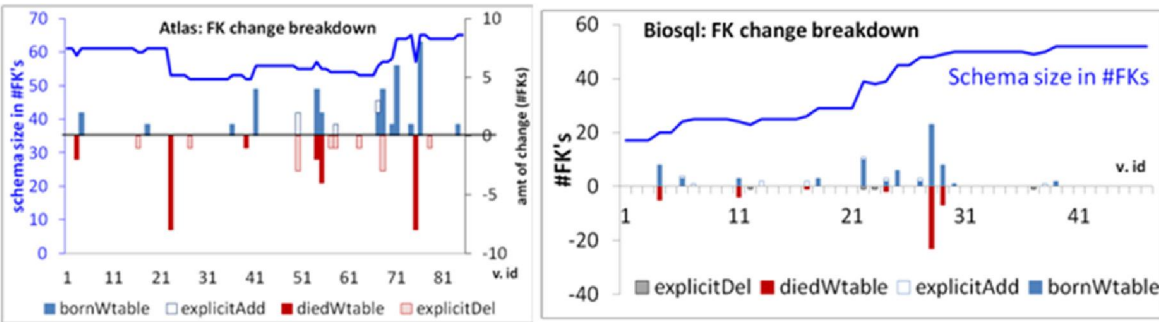 Atlas: FK change breakdown
schema size in #FK's
70
60
50
40
30
20
10
0
amt of change (#FKs)
10
5
0
-5
-10
1 11 21 31 41 51 61 71 81 v. id
bornWtable explicitAdd diedWtable explicitDel
Biosql: FK change breakdown
Schema size in #FKs
#FK's
60
40
20
0
-20
-40
v. id
1 11 21 31 41
explicitDel diedWtable explicitAdd bornWtable